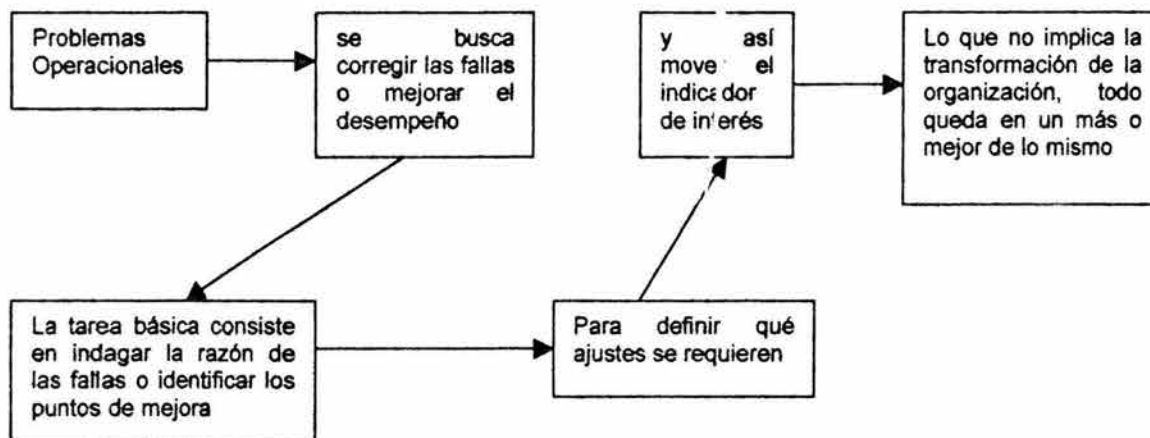 Problemas
Operacionales
se busca
corregir las fallas
o mejorar el
desempeño
La tarea básica consiste
en indagar la razón de
las fallas o identificar los
puntos de mejora
Para definir qué
ajustes se requieren
y así
mover el
indicador
de interés
Lo que no implica la
transformación de la
organización, todo
queda en un más o
mejor de lo mismo